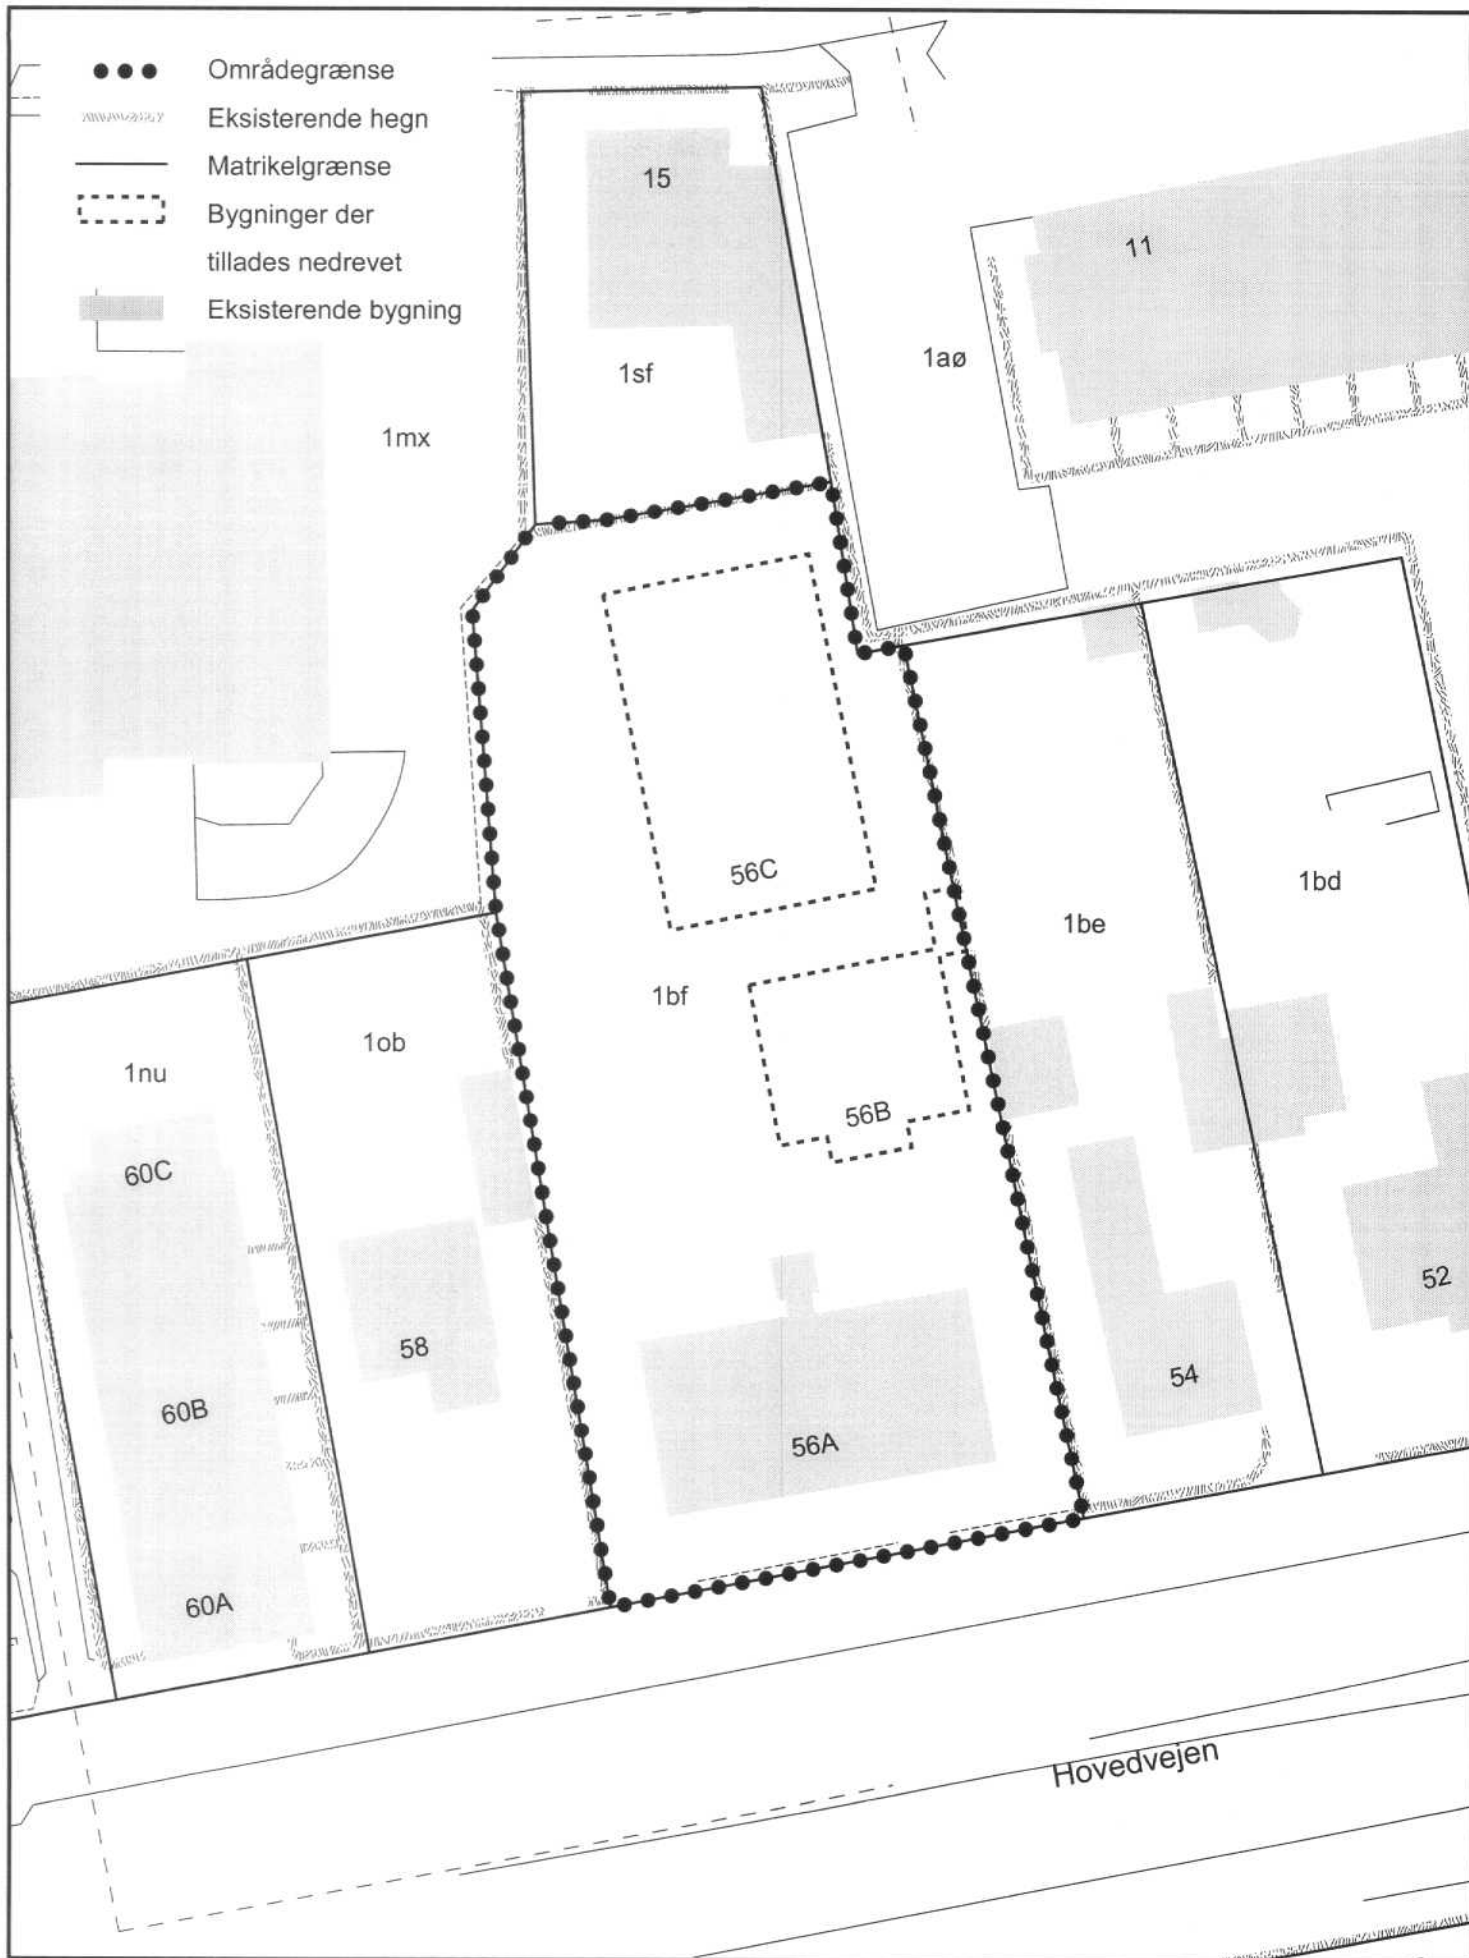 Områdegrænse
Eksisterende hegn
Matrikelgrænse
Bygninger der
tillades nedrevet
Eksisterende bygning
15
11
1sf
1aø
1mx
56C
1bd
1be
1bf
1ob
1nu
56B
60C
52
58
54
60B
56A
60A
Hovedvejen